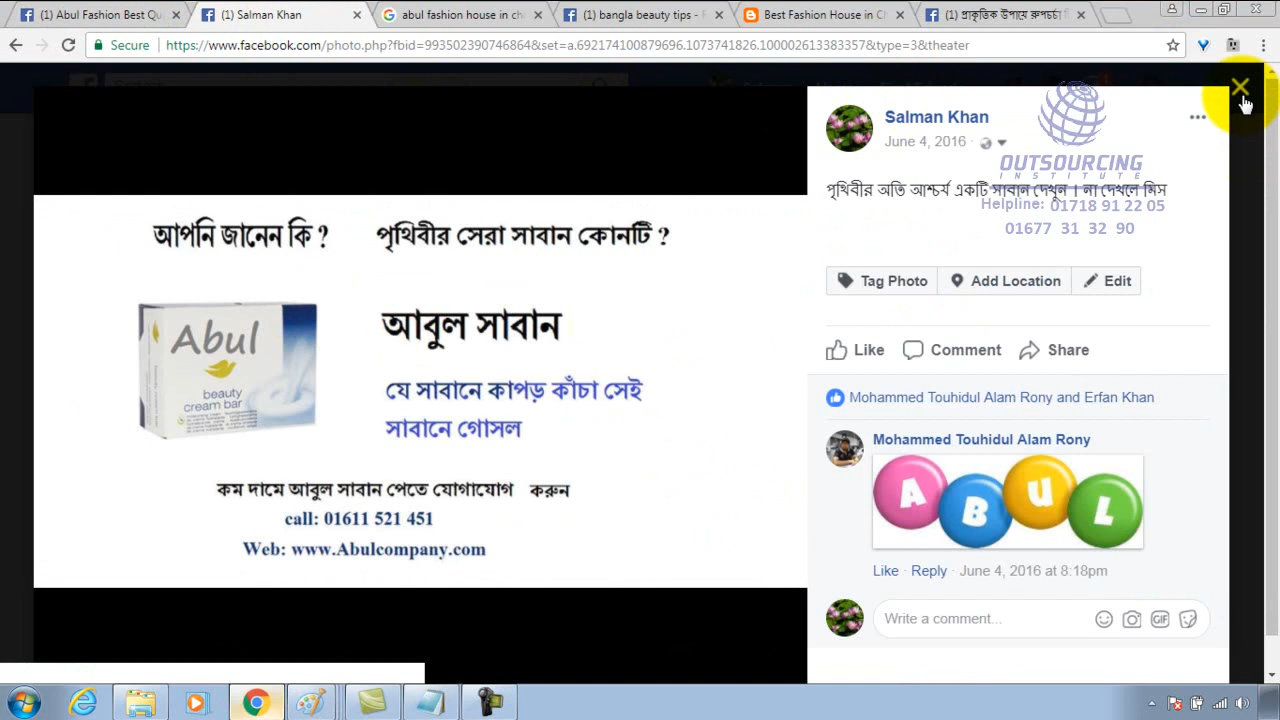 (1) Abul Fashion Best Qu
(1) Salman Khan
abul fashion house in ch
(1) bangla beauty tips - F
Best Fashion House in Ch
(1) প্রাকৃতিক উপায়ে রূপচর্চা
Secure
https://www.facebook.com/photo.php?fbid=993502390746864&set=a.692174100879696.1073741826.100002613383357&type=3&theater
আপনি জানেন কি ? পৃথিবীর সেরা সাবান কোনটি ?
Abul
beauty
cream bar
আবুল সাবান
যে সাবানে কাপড় কাঁচা সেই
সাবানে গোসল
কম দামে আবুল সাবান পেতে যোগাযোগ করুন
call: 01611 521 451
Web: www.Abulcompany.com
Salman Khan
June 4, 2016
OUTSOURCING
INSTITUTE
পৃথিবীর অতি আশ্চর্য একটি সাবান দেখুন । না দেখলে মিস
Helpline: 01718 91 22 05
01677 31 32 90
Tag Photo
Add Location
Edit
Like
Comment
Share
Mohammed Touhidul Alam Rony and Erfan Khan
Mohammed Touhidul Alam Rony
ABUL
Like · Reply · June 4, 2016 at 8:18pm
Write a comment...
GIF